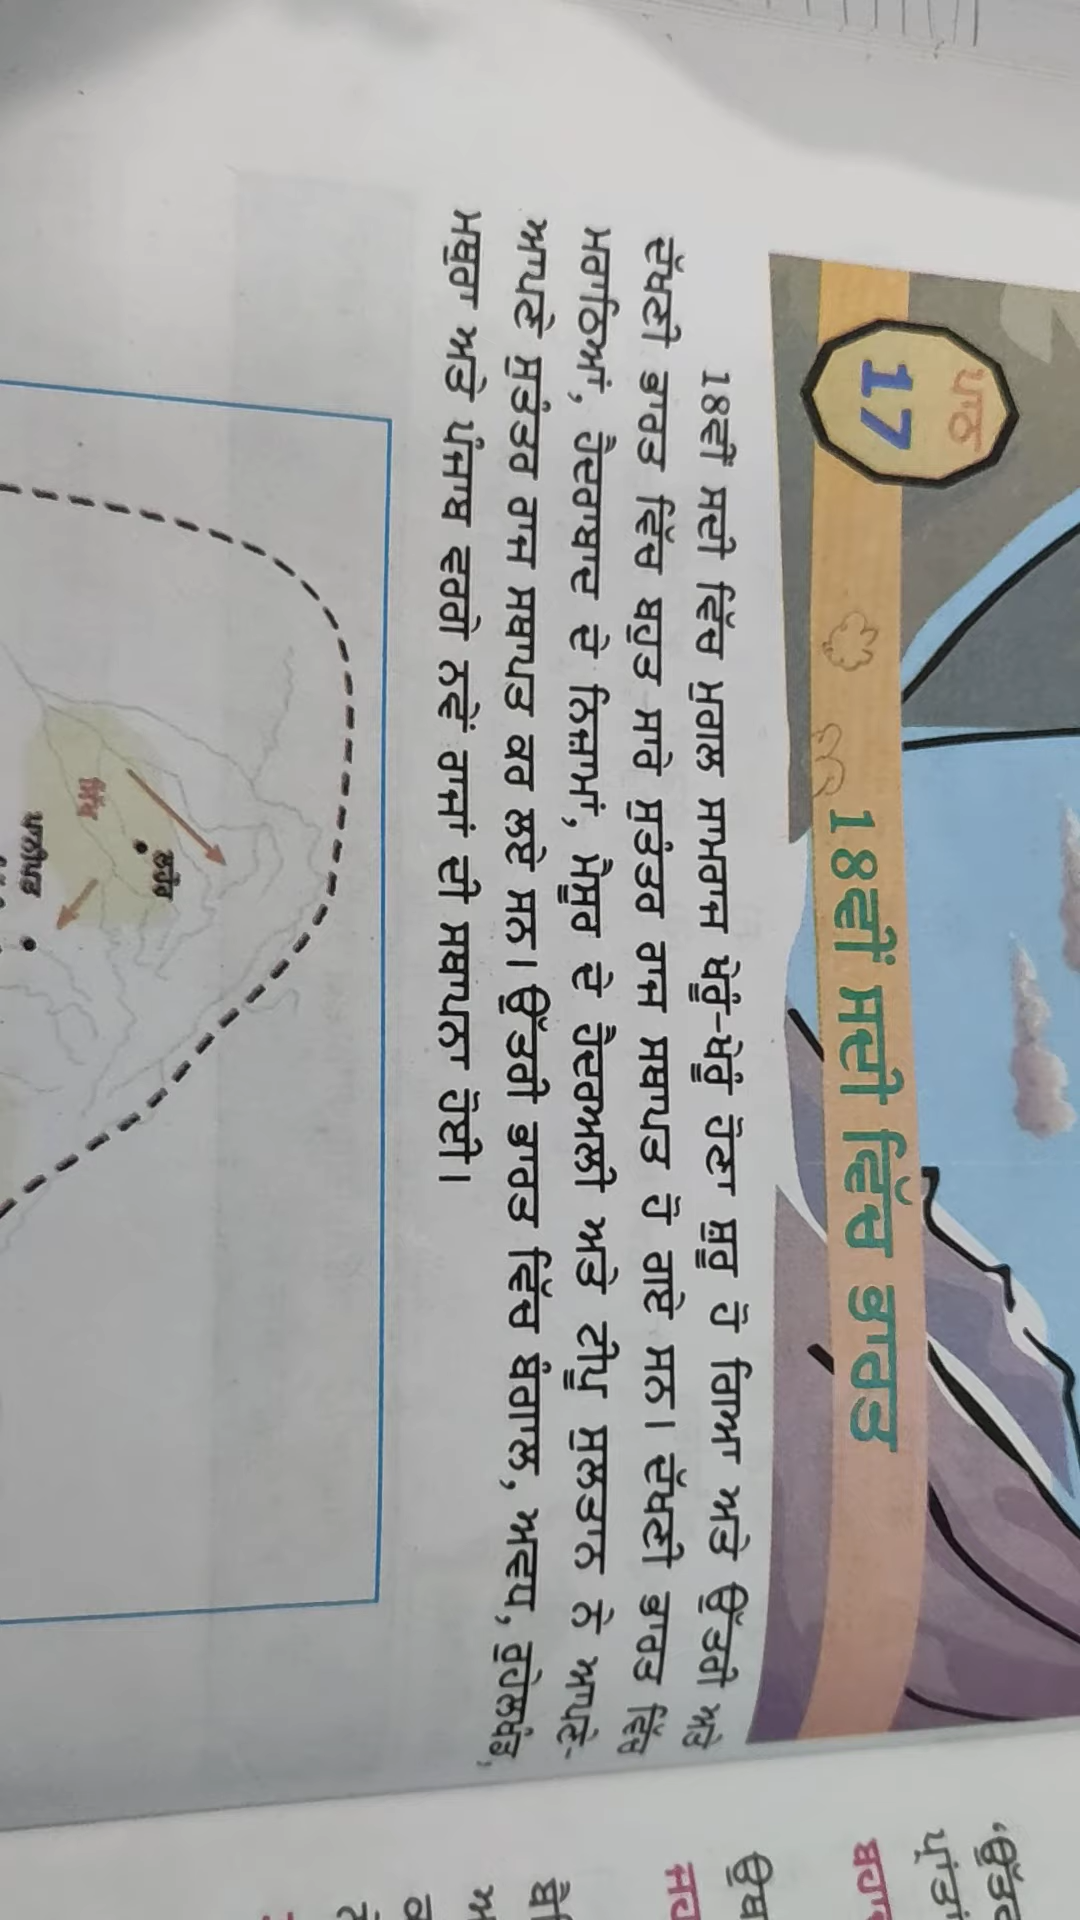 ਪਾਠ
17
18ਵੀਂ ਸਦੀ ਵਿੱਚ ਭਾਰਤ
18ਵੀਂ ਸਦੀ ਵਿੱਚ ਮੁਗਲ ਸਾਮਰਾਜ ਖੇਰੂੰ-ਖੇਰੂੰ ਹੋਣਾ ਸ਼ੁਰੂ ਹੋ ਗਿਆ ਅਤੇ ਉੱਤਰੀ ਅਤੇ
ਦੱਖਣੀ ਭਾਰਤ ਵਿੱਚ ਬਹੁਤ ਸਾਰੇ ਸੁਤੰਤਰ ਰਾਜ ਸਥਾਪਤ ਹੋ ਗਏ ਸਨ। ਦੱਖਣੀ ਭਾਰਤ ਵਿੱਚ
ਮਰਾਠਿਆਂ, ਹੈਦਰਾਬਾਦ ਦੇ ਨਿਜ਼ਾਮਾਂ, ਮੈਸੂਰ ਦੇ ਹੈਦਰਅਲੀ ਅਤੇ ਟੀਪੂ ਸੁਲਤਾਨ ਨੇ ਆਪਣੇ-
ਆਪਣੇ ਸੁਤੰਤਰ ਰਾਜ ਸਥਾਪਤ ਕਰ ਲਏ ਸਨ। ਉੱਤਰੀ ਭਾਰਤ ਵਿੱਚ ਬੰਗਾਲ, ਅਵਧ, ਰੁਹੇਲਖੰਡ,
ਮਥੁਰਾ ਅਤੇ ਪੰਜਾਬ ਵਰਗੇ ਨਵੇਂ ਰਾਜਾਂ ਦੀ ਸਥਾਪਨਾ ਹੋਈ।
ਲਾਹੌਰ
ਸਿੱਖ
ਪਾਨੀਪਤ